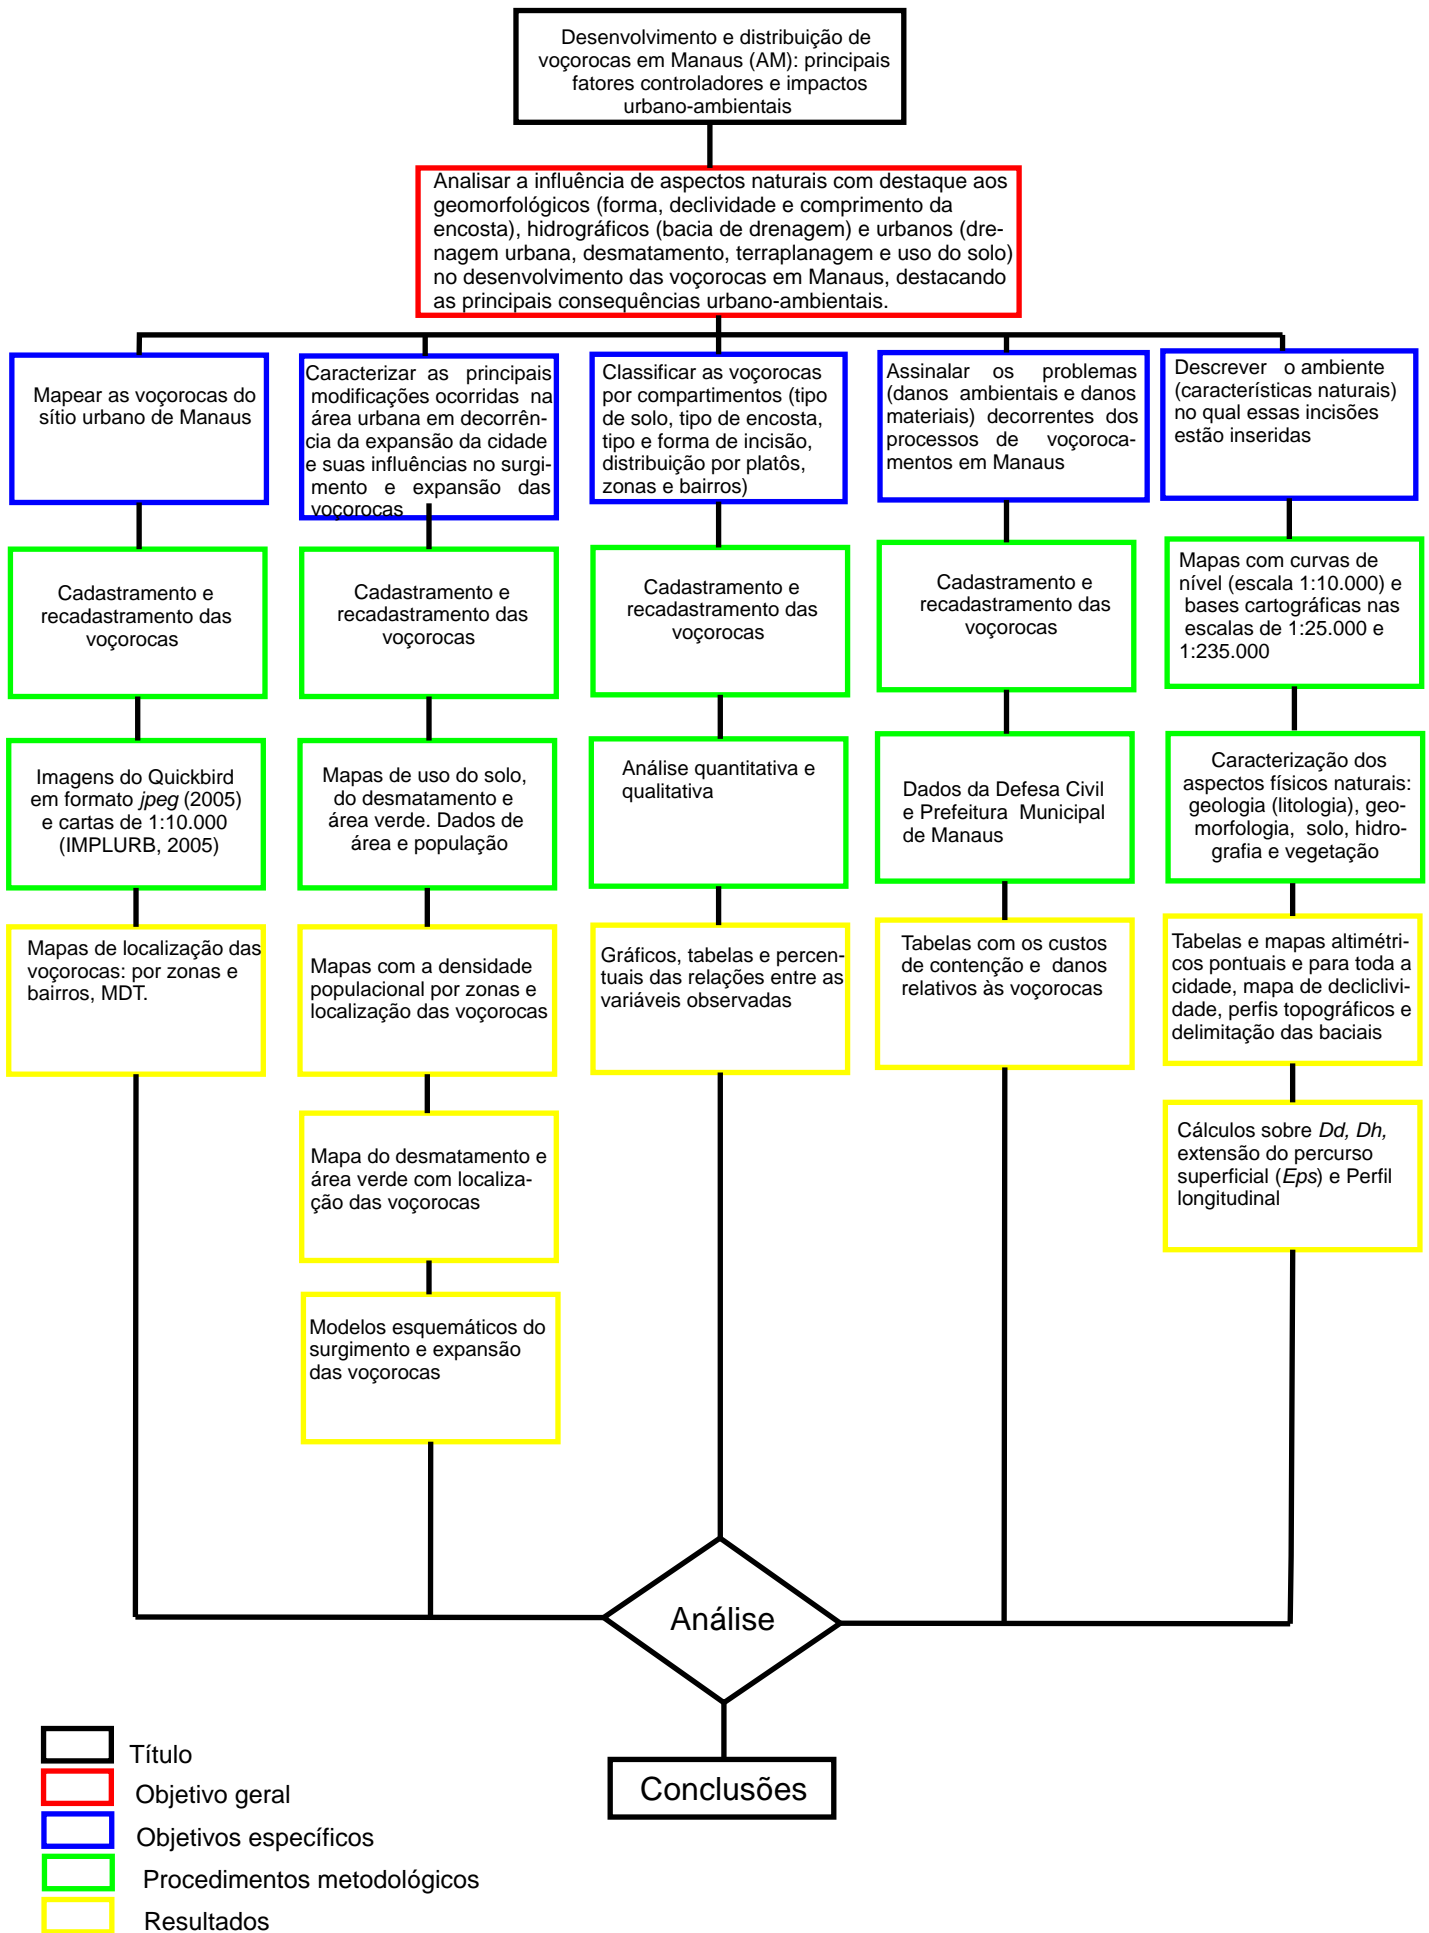 Desenvolvimento e distribuição de
voçorocas em Manaus (AM): principais
fatores controladores e impactos
urbano-ambientais
Analisar a influência de aspectos naturais com destaque aos
geomorfológicos (forma, declividade e comprimento da
encosta), hidrográficos (bacia de drenagem) e urbanos (dre-
nagem urbana, desmatamento, terraplanagem e uso do solo)
no desenvolvimento das voçorocas em Manaus, destacando
as principais consequências urbano-ambientais.
Mapear as voçorocas do
sítio urbano de Manaus
Caracterizar as principais
modificações ocorridas na
área urbana em decorrên-
cia da expansão da cidade
e suas influências no surgi-
mento e expansão das
voçorocas
Classificar as voçorocas
por compartimentos (tipo
de solo, tipo de encosta,
tipo e forma de incisão,
distribuição por platôs,
zonas e bairros)
Assinalar os problemas
(danos ambientais e danos
materiais) decorrentes dos
processos de voçoroca-
mentos em Manaus
Descrever o ambiente
(características naturais)
no qual essas incisões
estão inseridas
Cadastramento e
recadastramento das
voçorocas
Cadastramento e
recadastramento das
voçorocas
Cadastramento e
recadastramento das
voçorocas
Cadastramento e
recadastramento das
voçorocas
Mapas com curvas de
nível (escala 1:10.000) e
bases cartográficas nas
escalas de 1:25.000 e
1:235.000
Imagens do Quickbird
em formato jpeg (2005)
e cartas de 1:10.000
(IMPLURB, 2005)
Mapas de uso do solo,
do desmatamento e
área verde. Dados de
área e população
Análise quantitativa e
qualitativa
Dados da Defesa Civil
e Prefeitura Municipal
de Manaus
Caracterização dos
aspectos físicos naturais:
geologia (litologia), geo-
morfologia, solo, hidro-
grafia e vegetação
Mapas de localização das
voçorocas: por zonas e
bairros, MDT.
Mapas com a densidade
populacional por zonas e
localização das voçorocas
Gráficos, tabelas e percen-
tuais das relações entre as
variáveis observadas
Tabelas com os custos
de contenção e danos
relativos às voçorocas
Tabelas e mapas altimétri-
cos pontuais e para toda a
cidade, mapa de decliclivi-
dade, perfis topográficos e
delimitação das baciais
Mapa do desmatamento e
área verde com localiza-
ção das voçorocas
Cálculos sobre Dd, Dh,
extensão do percurso
superficial (Eps) e Perfil
longitudinal
Modelos esquemáticos do
surgimento e expansão
das voçorocas
Análise
Conclusões
Título
Objetivo geral
Objetivos específicos
Procedimentos metodológicos
Resultados